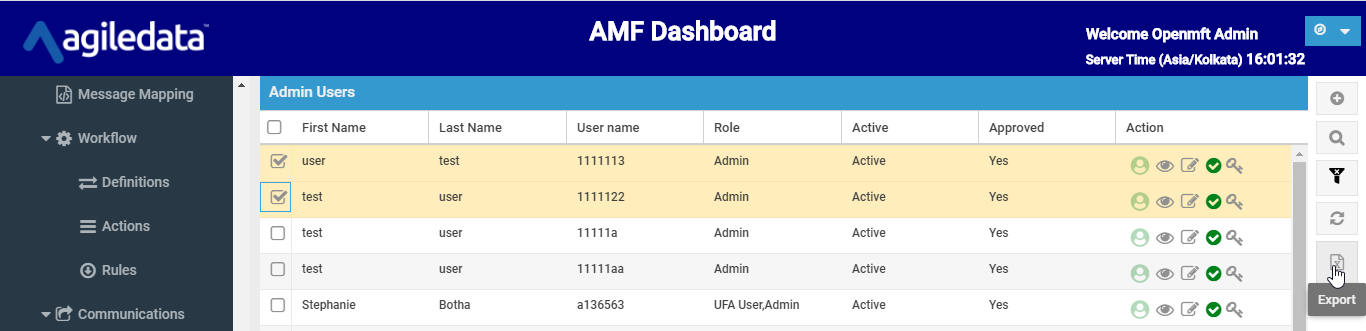 agiledata™
AMF Dashboard
Welcome Openmft Admin
Server Time (Asia/Kolkata) 16:01:32
Message Mapping
Workflow
Definitions
Actions
Rules
Communications
Admin Users
First Name Last Name User name Role Active Approved Action
user test 1111113 Admin Active Yes
test user 1111122 Admin Active Yes
test user 11111a Admin Active Yes
test user 11111aa Admin Active Yes
Stephanie Botha a136563 UFA User,Admin Active Yes
Export